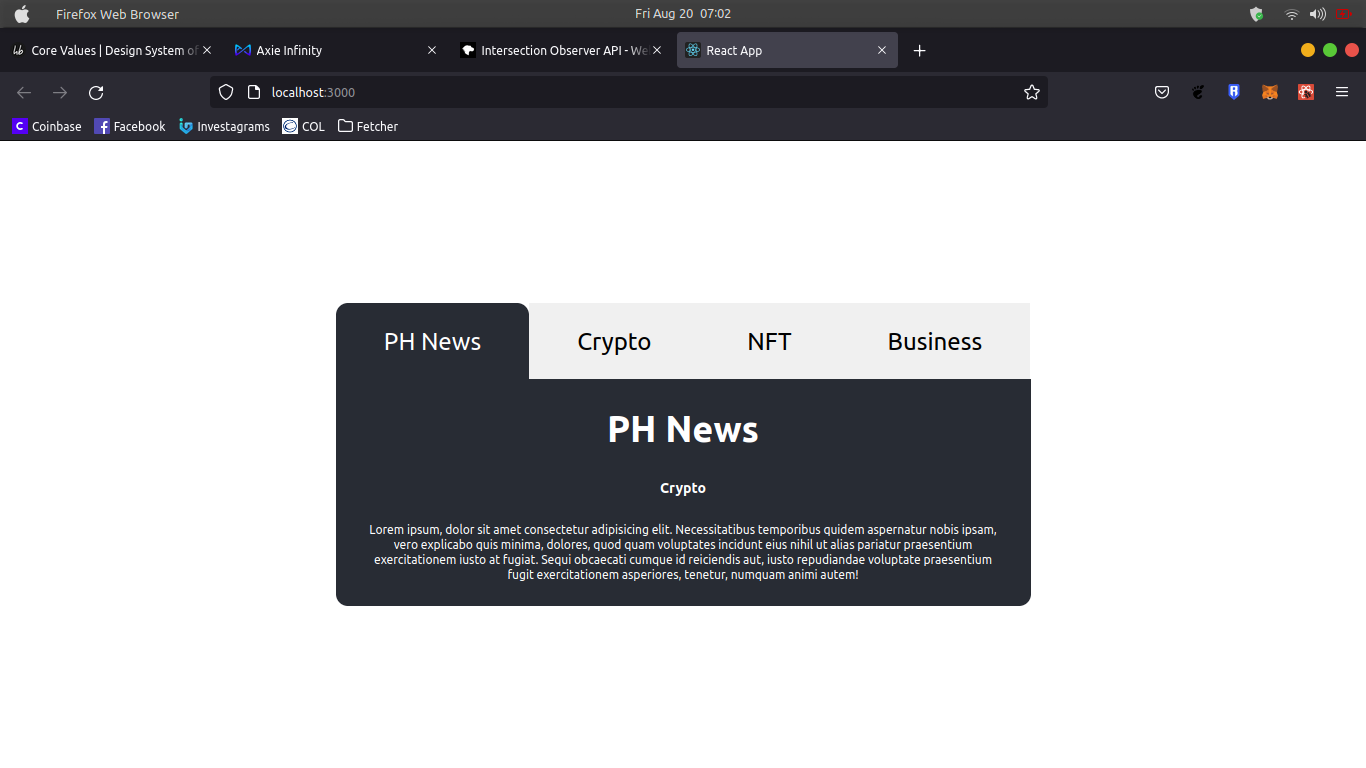 Firefox Web Browser
Fri Aug 20 07:02
Core Values | Design System of
Axie Infinity
Intersection Observer API - We
React App
localhost:3000
Coinbase
Facebook
Investagrams
COL
Fetcher
PH News
Crypto
NFT
Business
PH News
Crypto
Lorem ipsum, dolor sit amet consectetur adipisicing elit. Necessitatibus temporibus quidem aspernatur nobis ipsam,
vero explicabo quis minima, dolores, quod quam voluptates incidunt eius nihil ut alias pariatur praesentium
exercitationem iusto at fugiat. Sequi obcaecati cumque id reiciendis aut, iusto repudiandae voluptate praesentium
fugit exercitationem asperiores, tenetur, numquam animi autem!